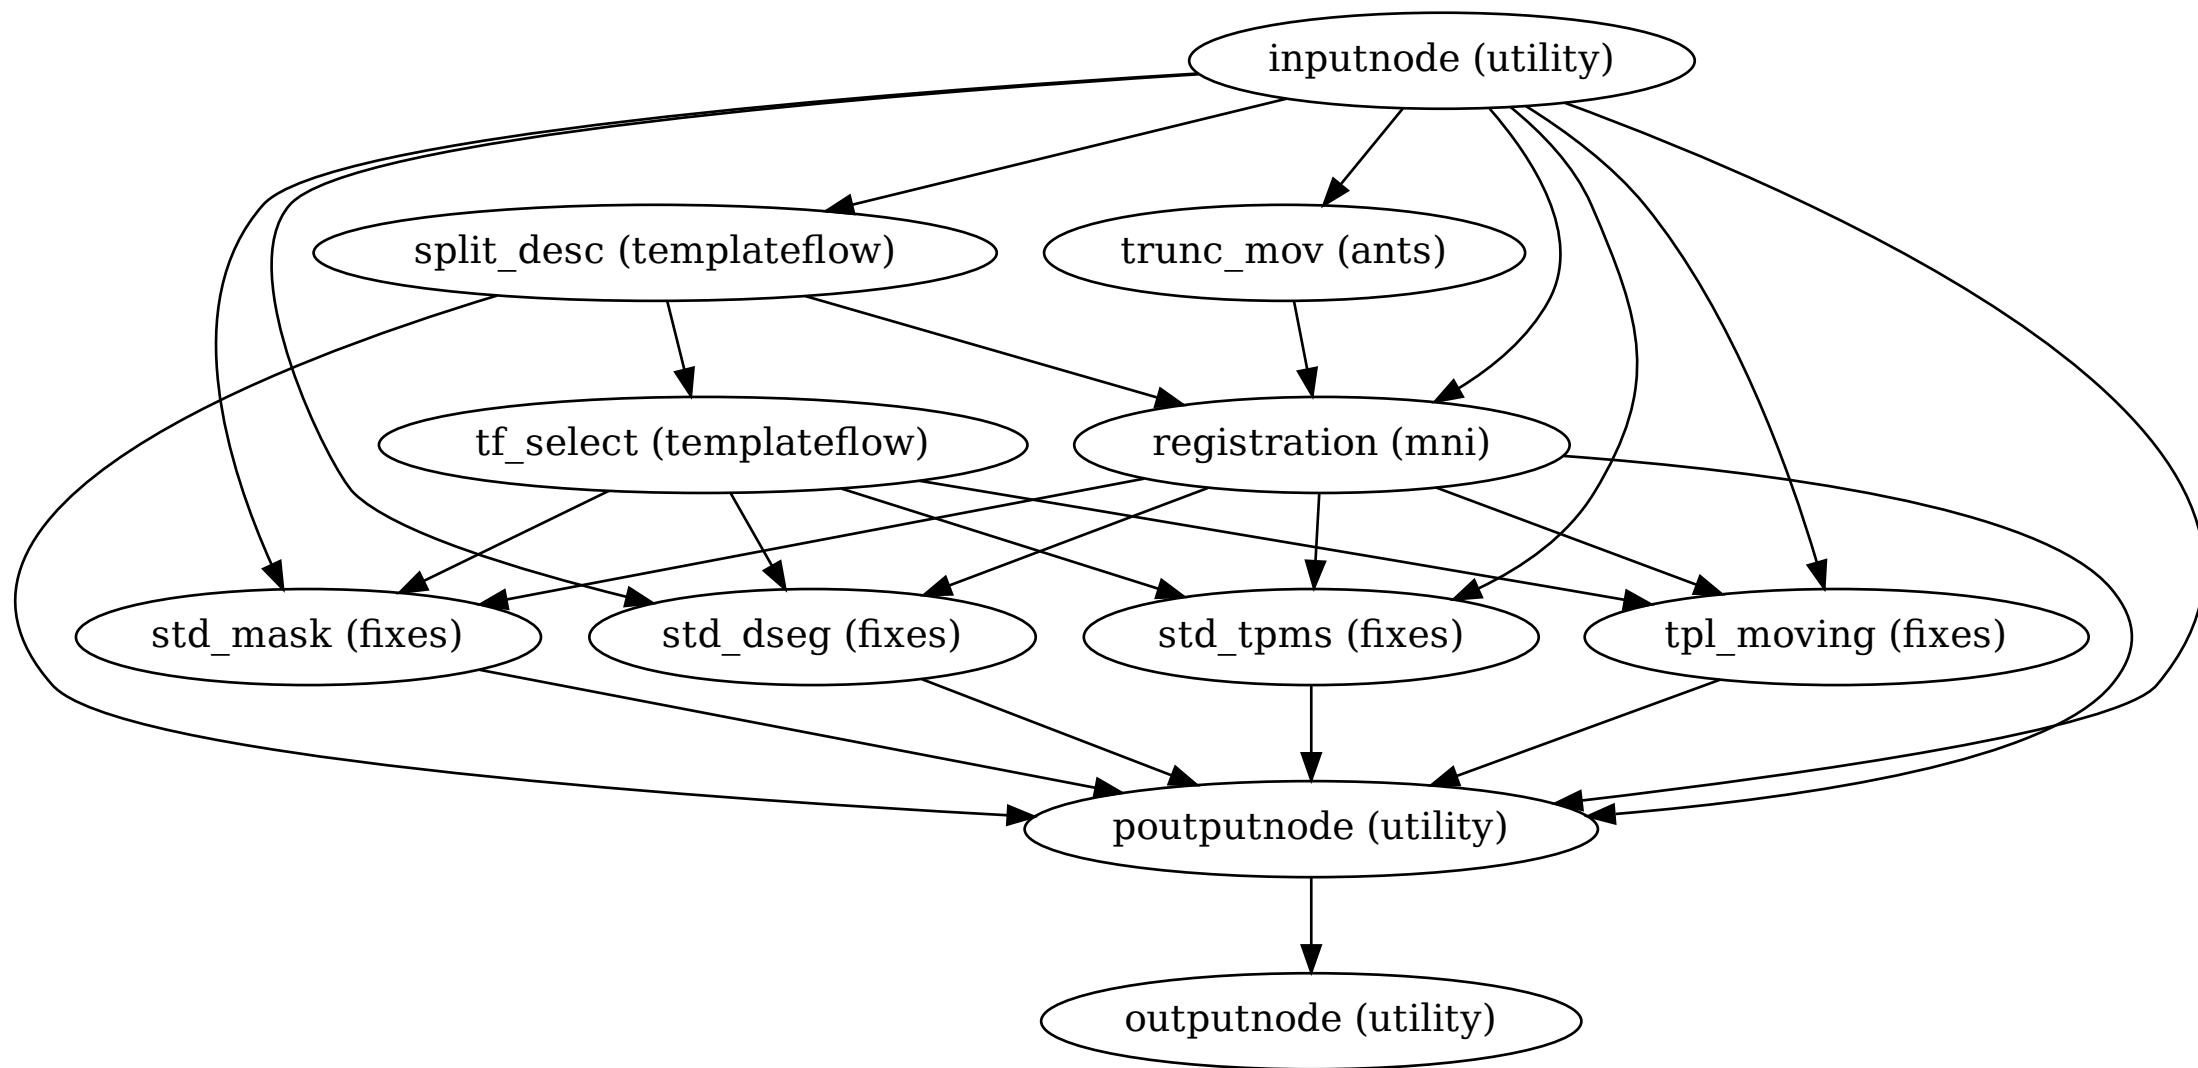 inputnode (utility)
split_desc (templateflow)
trunc_mov (ants)
tf_select (templateflow)
registration (mni)
std_mask (fixes)
std_dseg (fixes)
std_tpms (fixes)
tpl_moving (fixes)
poutputnode (utility)
outputnode (utility)